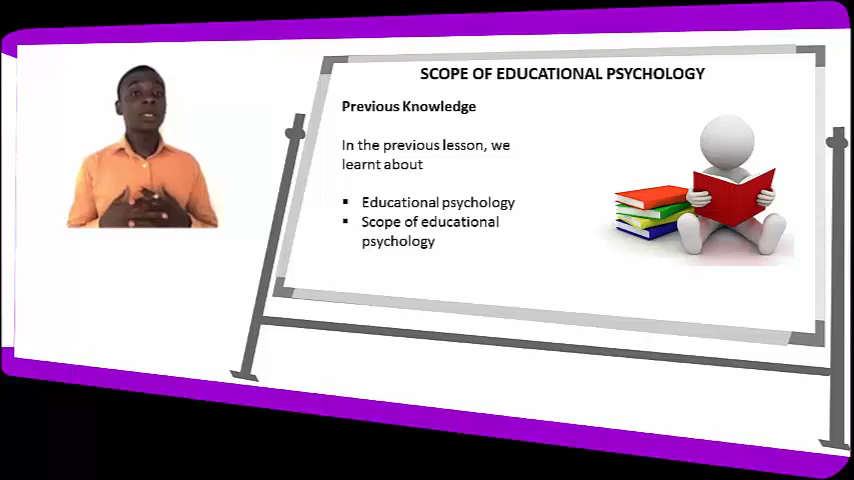 SCOPE OF EDUCATIONAL PSYCHOLOGY
Previous Knowledge
In the previous lesson, we
learnt about
▪ Educational psychology
▪ Scope of educational
psychology